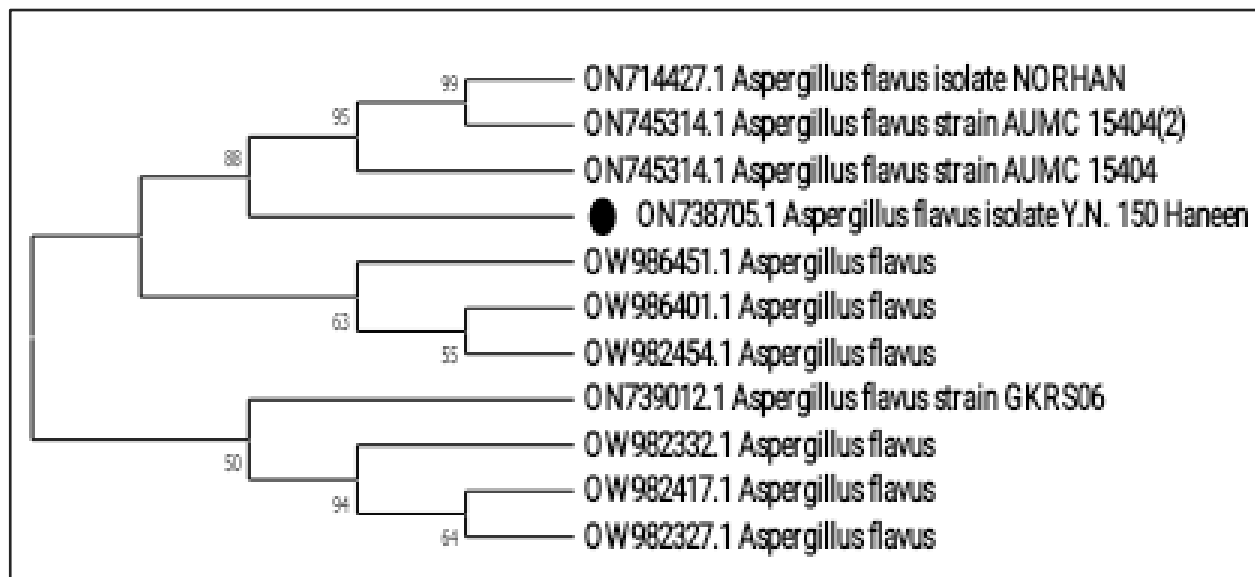 99
ON714427.1 Aspergillus flavus isolate NORHAN
95
ON745314.1 Aspergillus flavus strain AUMC 15404(2)
88
ON745314.1 Aspergillus flavus strain AUMC 15404
ON738705.1 Aspergillus flavus isolate Y.N. 150 Haneen
OW986451.1 Aspergillus flavus
63
OW986401.1 Aspergillus flavus
55
OW982454.1 Aspergillus flavus
ON739012.1 Aspergillus flavus strain GKRS06
50
OW982332.1 Aspergillus flavus
94
OW982417.1 Aspergillus flavus
64
OW982327.1 Aspergillus flavus